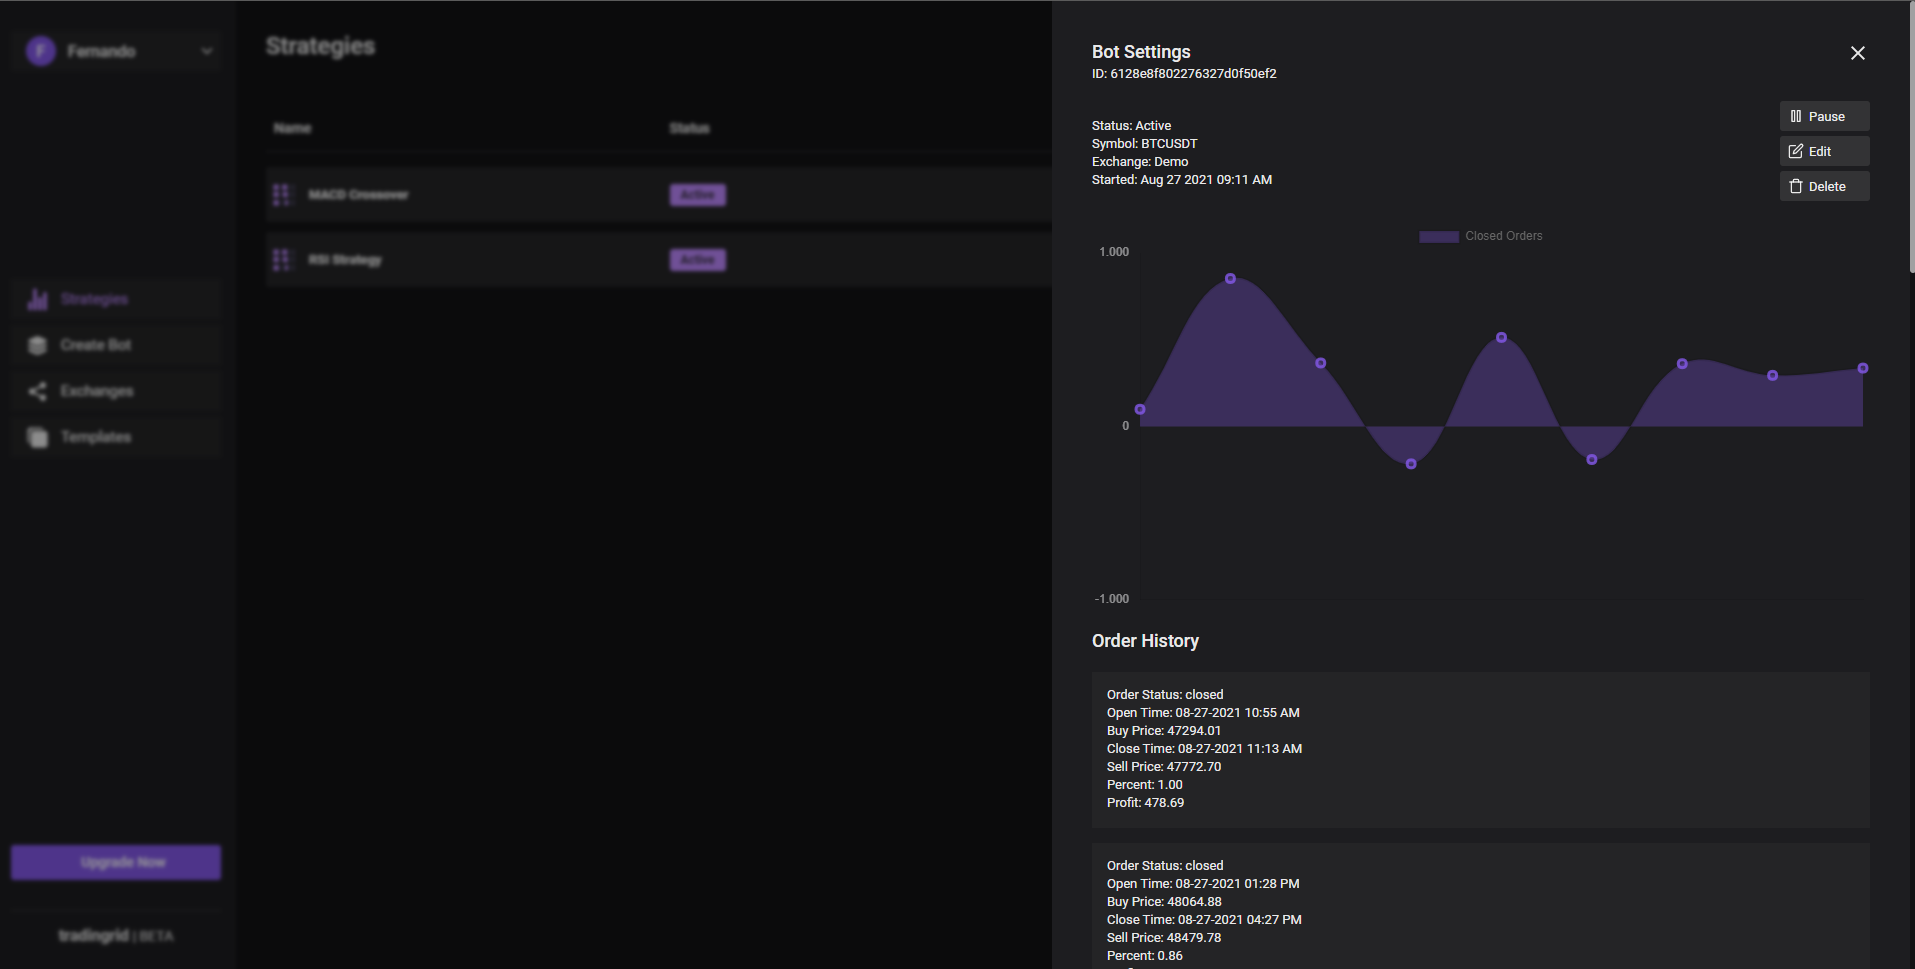 F Fernando
Strategies
Create Bot
Exchanges
Templates
Upgrade Now
tradingrid | BETA
Strategies
Name Status
MACD Crossover Active
RSI Strategy Active
Bot Settings
ID: 6128e8f802276327d0f50ef2
Status: Active
Symbol: BTCUSDT
Exchange: Demo
Started: Aug 27 2021 09:11 AM
Pause
Edit
Delete
Closed Orders
1.000
0
-1.000
Order History
Order Status: closed
Open Time: 08-27-2021 10:55 AM
Buy Price: 47294.01
Close Time: 08-27-2021 11:13 AM
Sell Price: 47772.70
Percent: 1.00
Profit: 478.69
Order Status: closed
Open Time: 08-27-2021 01:28 PM
Buy Price: 48064.88
Close Time: 08-27-2021 04:27 PM
Sell Price: 48479.78
Percent: 0.86